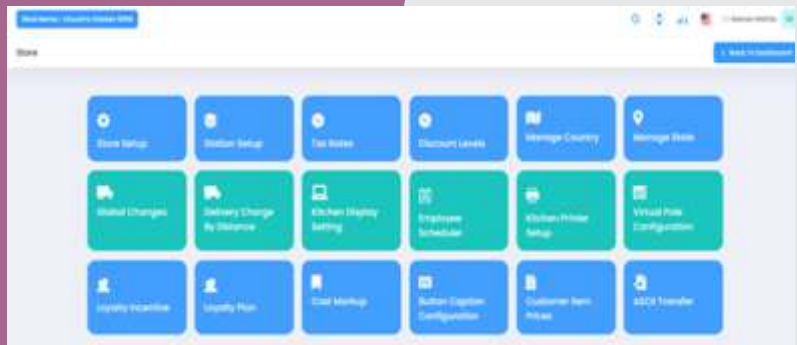 Store
Back To Dashboard
Store Setup
Station Setup
Tax Rates
Discount Levels
Manage Country
Manage State
Global Changes
Delivery Charge
By Distance
Kitchen Display
Setting
Employee
Scheduler
Kitchen Printer
Setup
Virtual Pole
Configuration
Loyalty Incentive
Loyalty Plan
Cost Markup
Button Caption
Configuration
Customer Item
Prices
ASCII Transfer